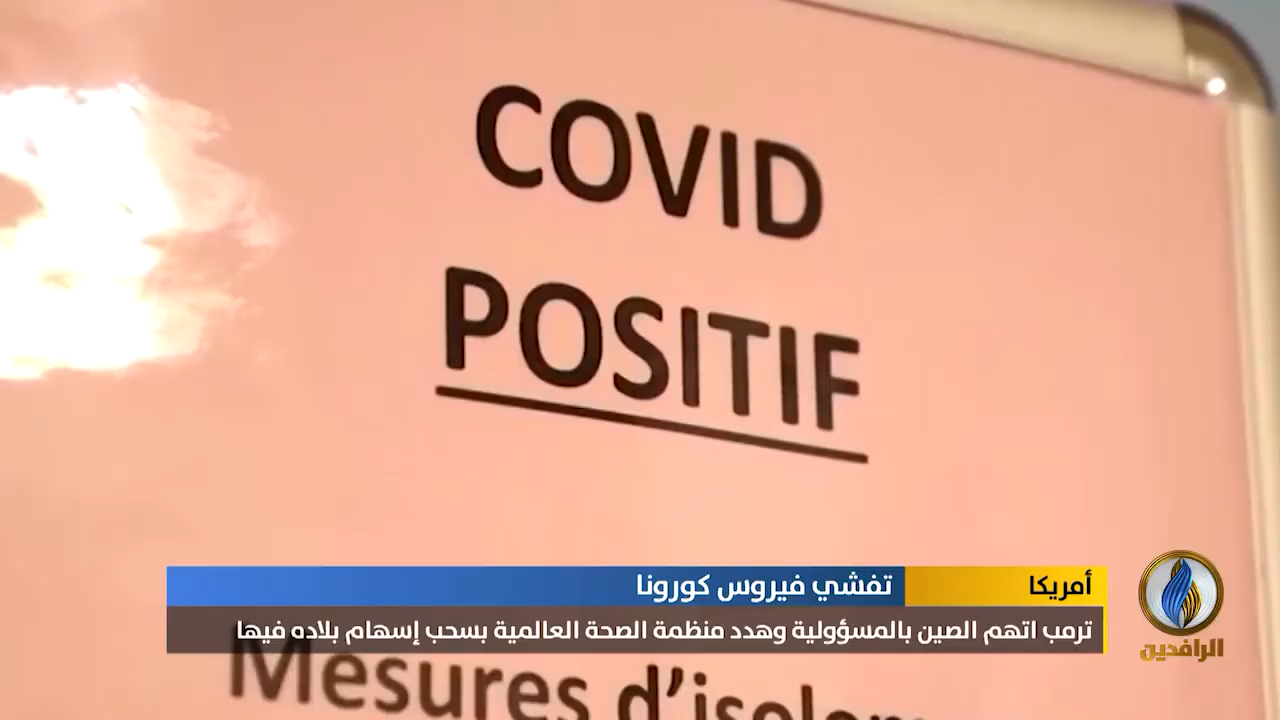 COVID
POSITIF
أمريكا
تفشي فيروس كورونا
ترمب اتهم الصين بالمسؤولية وهدد منظمة الصحة العالمية بسحب إسهام بلاده فيها
الرافدين
Mesures